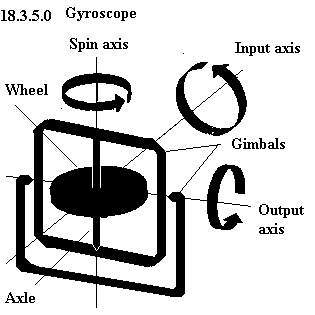 18.3.5.0 Gyroscope
Spin axis
Input axis
Wheel
Gimbals
Output
axis
Axle